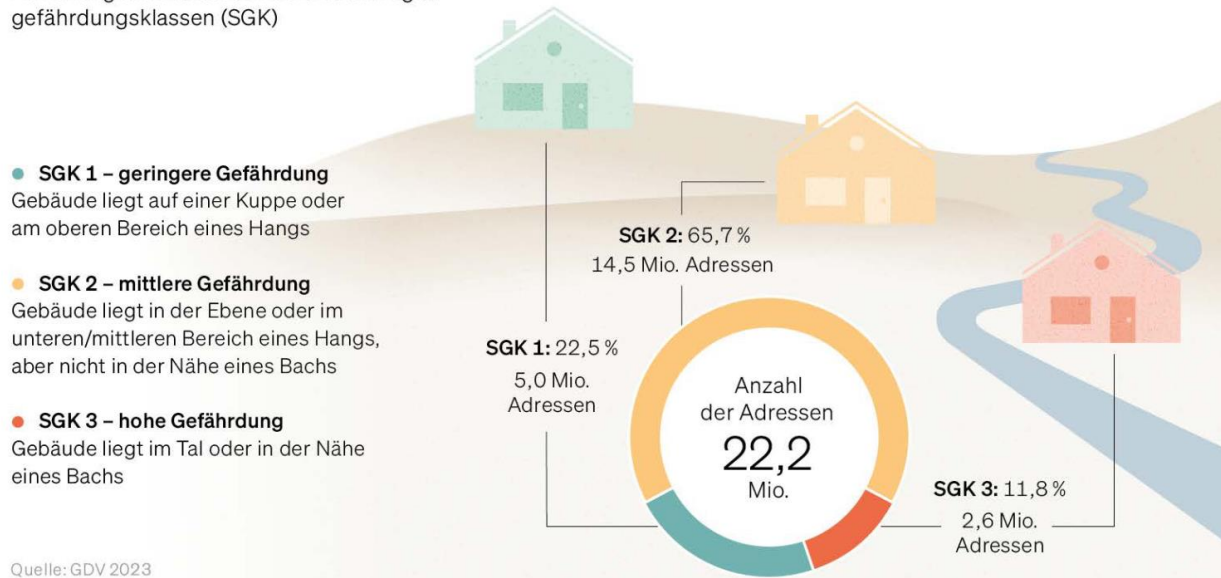 gefährdungsklassen (SGK)
SGK 1 – geringere Gefährdung
Gebäude liegt auf einer Kuppe oder
am oberen Bereich eines Hangs
SGK 2 – mittlere Gefährdung
Gebäude liegt in der Ebene oder im
unteren/mittleren Bereich eines Hangs,
aber nicht in der Nähe eines Bachs
SGK 3 – hohe Gefährdung
Gebäude liegt im Tal oder in der Nähe
eines Bachs
SGK 2: 65,7 %
14,5 Mio. Adressen
SGK 1: 22,5 %
5,0 Mio.
Adressen
Anzahl
der Adressen
22,2
Mio.
SGK 3: 11,8 %
2,6 Mio.
Adressen
Quelle: GDV 2023